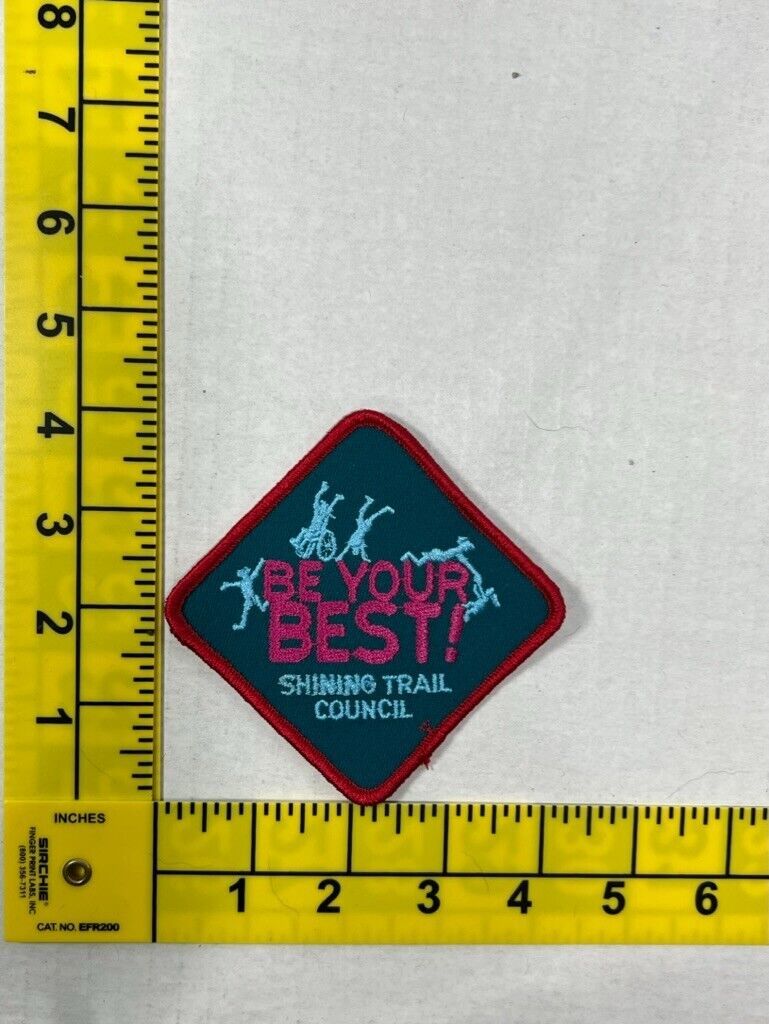 8
7
6
5
4
3
2
1
BE YOUR
BEST!
SHINING TRAIL
COUNCIL
INCHES
SIRCHIE®
FINGER PRINT LABS, INC
(800) 356-7311
CAT. NO. EFR200
1 2 3 4 5 6